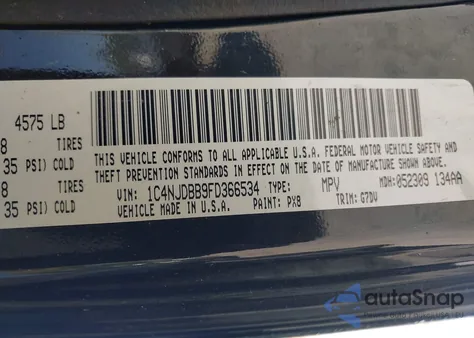 4575 LB
8 TIRES
35 PSI) COLD
8 TIRES
35 PSI) COLD
THIS VEHICLE CONFORMS TO ALL APPLICABLE U.S.A. FEDERAL MOTOR VEHICLE SAFETY AND
THEFT PREVENTION STANDARDS IN EFFECT ON THE DATE OF MANUFACTURE SHOWN ABOVE.
VIN: 1C4NJDBB9FD366534 TYPE: MPV MDH: 052309 134AA
VEHICLE MADE IN U.S.A. PAINT: PX8 TRIM: G7DV
autoSnap